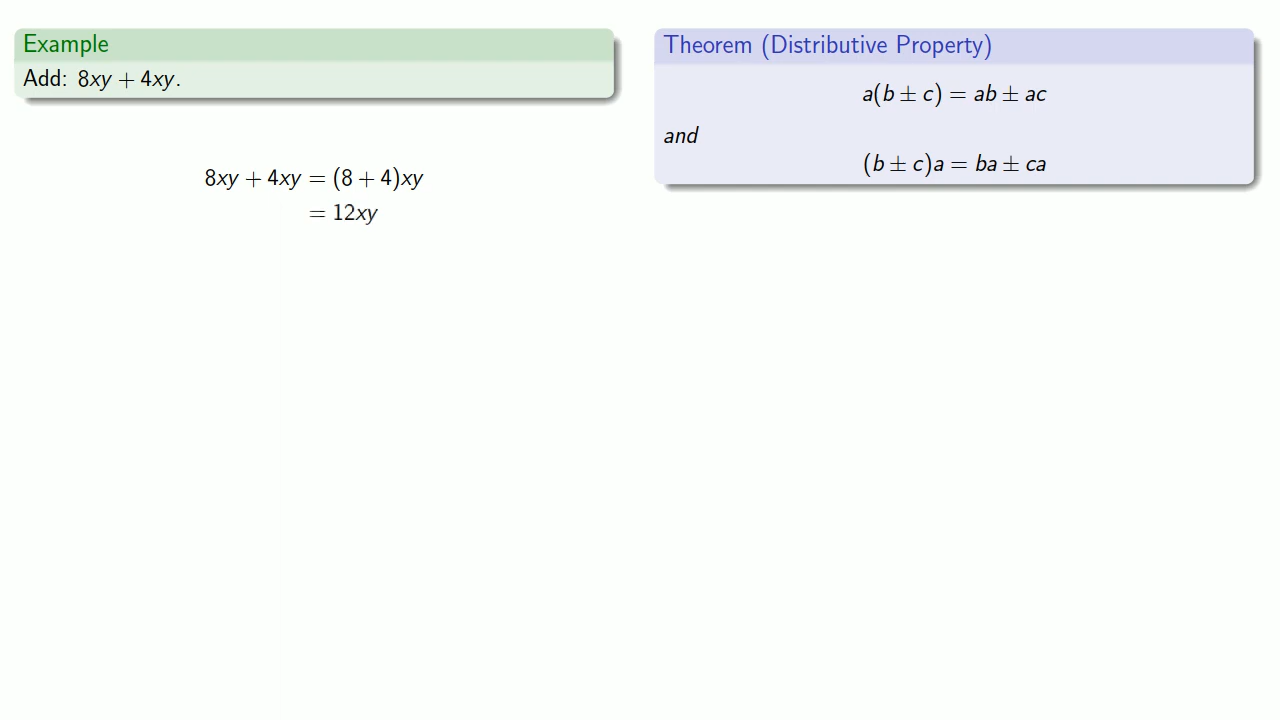 Example
Add: 8xy + 4xy.
8xy + 4xy = (8 + 4)xy
= 12xy
Theorem (Distributive Property)
a(b ± c) = ab ± ac
and
(b ± c)a = ba ± ca